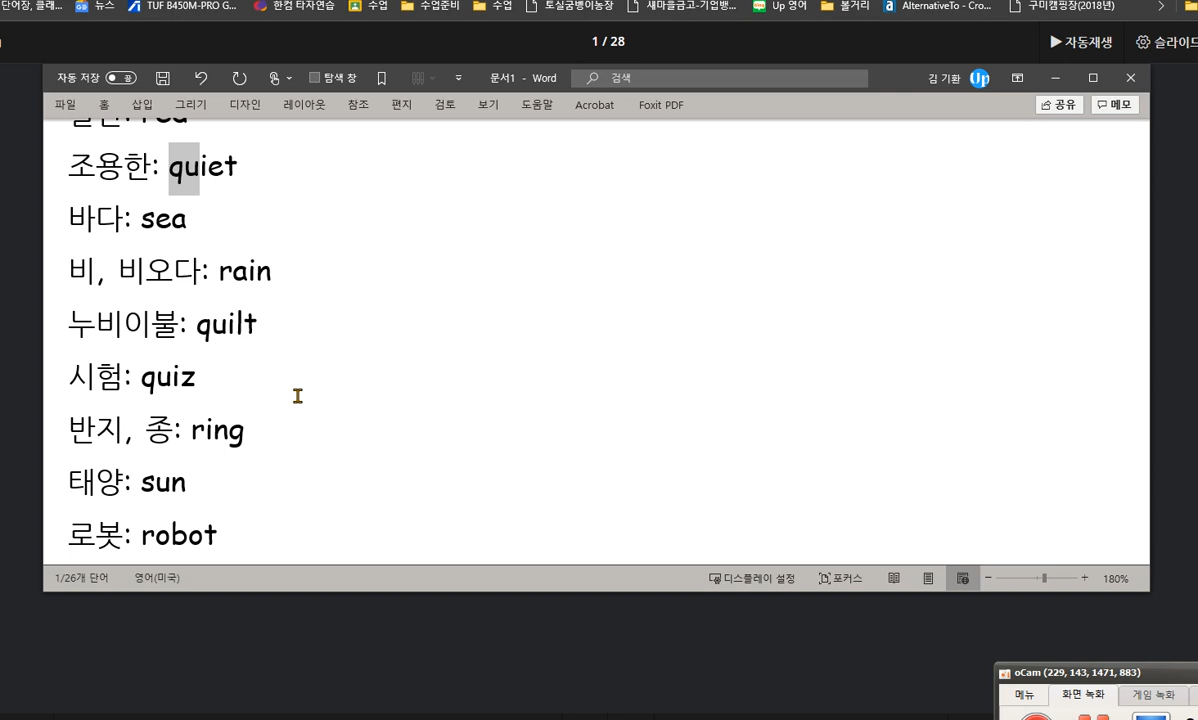 단어장, 클래... 뉴스 TUF B450M-PRO G... 한컴 타자연습 수업 수업준비 수업 토실굼벵이농장 새마을금고-기업뱅... Up 영어 볼거리 AlternativeTo - Cro... 구미캠핑장(2018년)
1 / 28 자동재생 슬라이드
자동 저장 끔 탐색 창 문서1 - Word 검색 김 기환 Up
파일 홈 삽입 그리기 디자인 레이아웃 참조 편지 검토 보기 도움말 Acrobat Foxit PDF 공유 메모
조용한: quiet
바다: sea
비, 비오다: rain
누비이불: quilt
시험: quiz
반지, 종: ring
태양: sun
로봇: robot
1/26개 단어 영어(미국) 디스플레이 설정 포커스 180%
oCam (229, 143, 1471, 883)
메뉴 화면 녹화 게임 녹화